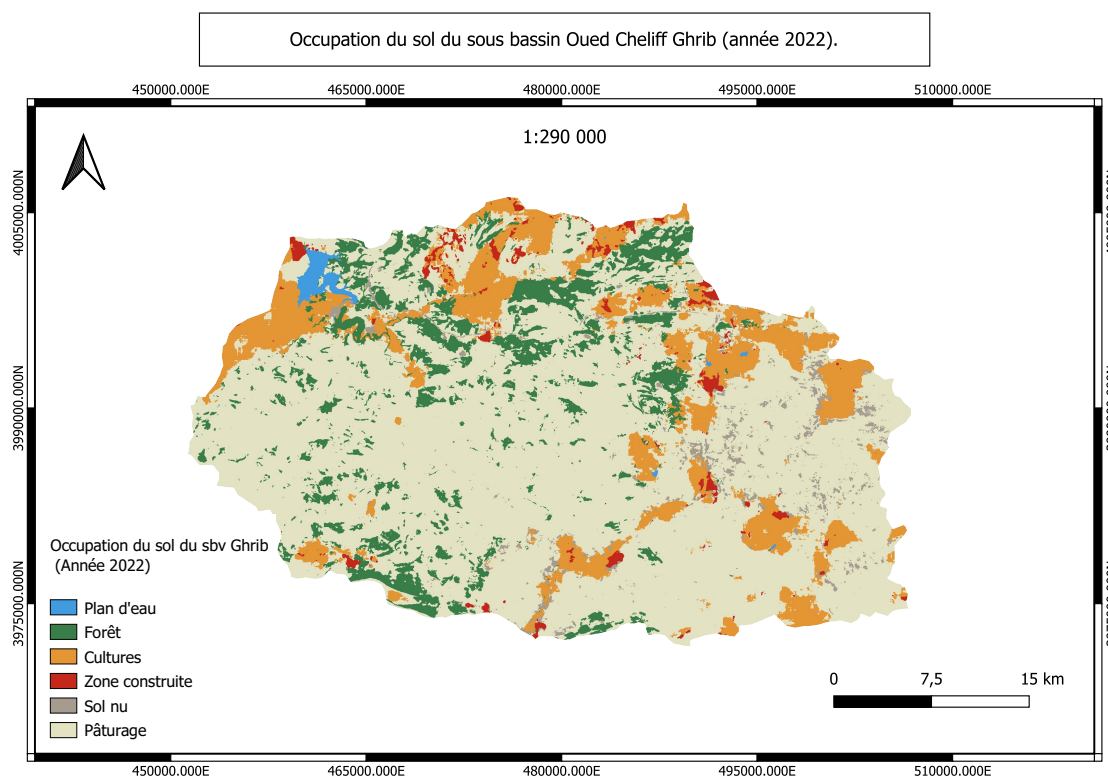 Occupation du sol du sous bassin Oued Cheliff Ghrib (année 2022).
450000.000E 465000.000E 480000.000E 495000.000E 510000.000E
1:290 000
4005000.000N
3990000.000N
3975000.000N
Occupation du sol du sbv Ghrib
(Année 2022)
Plan d'eau
Forêt
Cultures
Zone construite
Sol nu
Pâturage
0 7,5 15 km
450000.000E 465000.000E 480000.000E 495000.000E 510000.000E